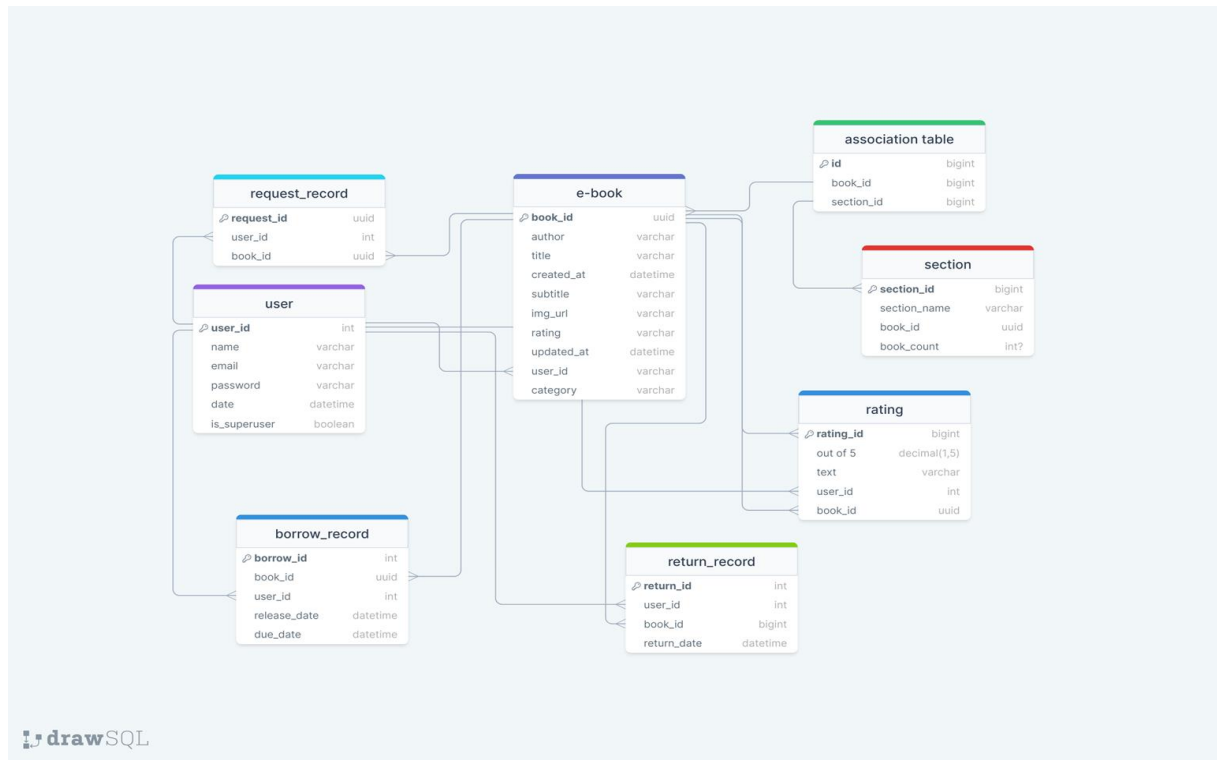 association table
id bigint
book_id bigint
section_id bigint
request_record
request_id uuid
user_id int
book_id uuid
e-book
book_id uuid
author varchar
title varchar
created_at datetime
subtitle varchar
img_url varchar
rating varchar
updated_at datetime
user_id varchar
category varchar
section
section_id bigint
section_name varchar
book_id uuid
book_count int?
user
user_id int
name varchar
email varchar
password varchar
date datetime
is_superuser boolean
rating
rating_id bigint
out of 5 decimal(1,5)
text varchar
user_id int
book_id uuid
borrow_record
borrow_id int
book_id uuid
user_id int
release_date datetime
due_date datetime
return_record
return_id int
user_id int
book_id bigint
return_date datetime
drawSQL